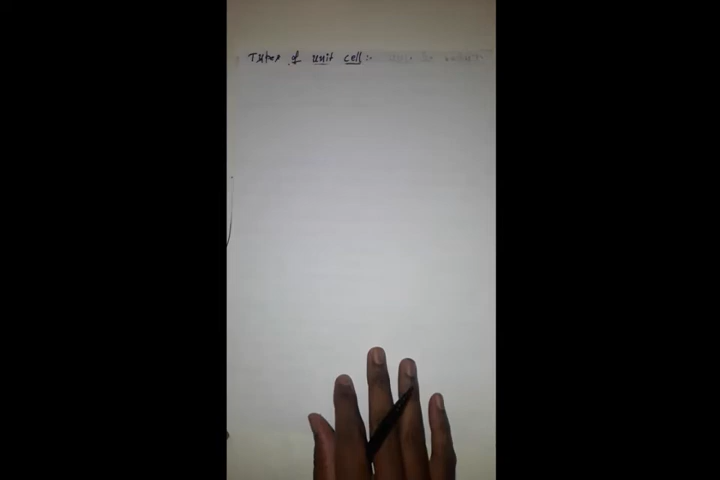 Types of unit cell :-